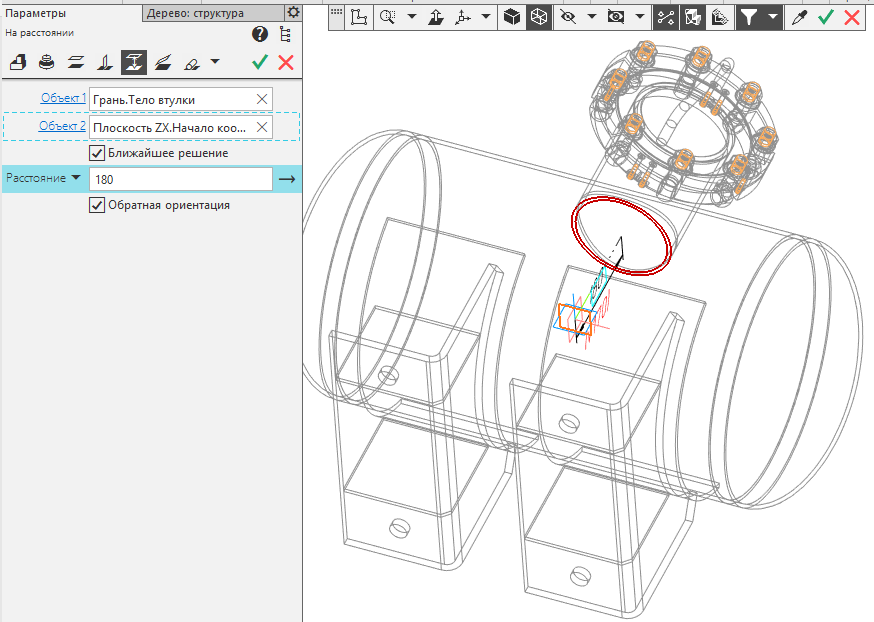 Параметры
Дерево: структура
На расстоянии
?
Объект 1
Грань.Тело втулки
Объект 2
Плоскость ZX.Начало коо...
Ближайшее решение
Расстояние
180
Обратная ориентация